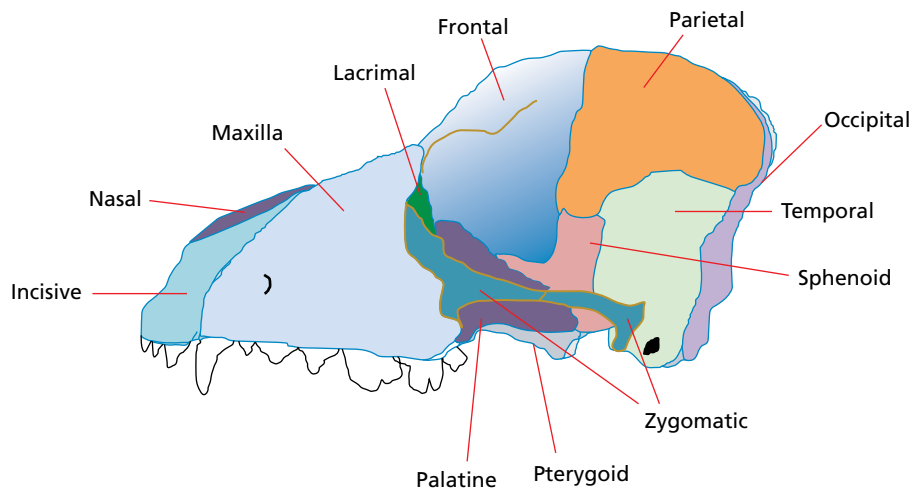 Parietal
Frontal
Lacrimal
Occipital
Maxilla
Nasal
Temporal
Sphenoid
Incisive
Zygomatic
Pterygoid
Palatine